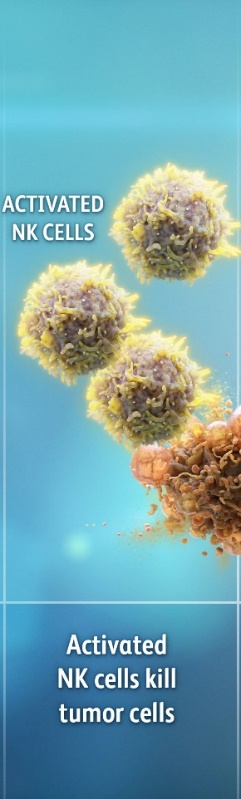 ACTIVATED
NK CELLS
Activated
NK cells kill
tumor cells